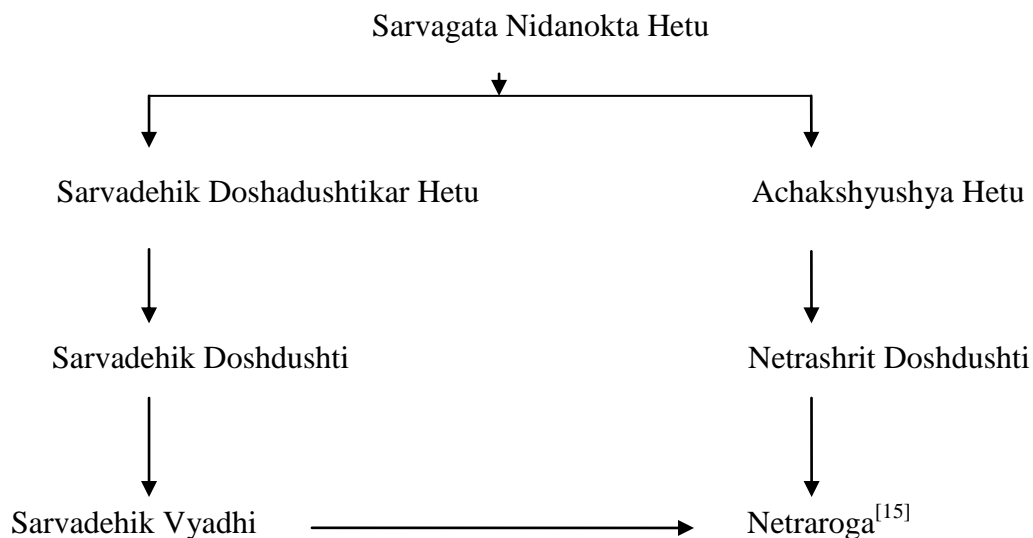 Sarvagata Nidanokta Hetu
Sarvadehik Doshadushtikar Hetu
Achakshyushya Hetu
Sarvadehik Doshdushti
Netrashrit Doshdushti
Sarvadehik Vyadhi
Netraroga[15]